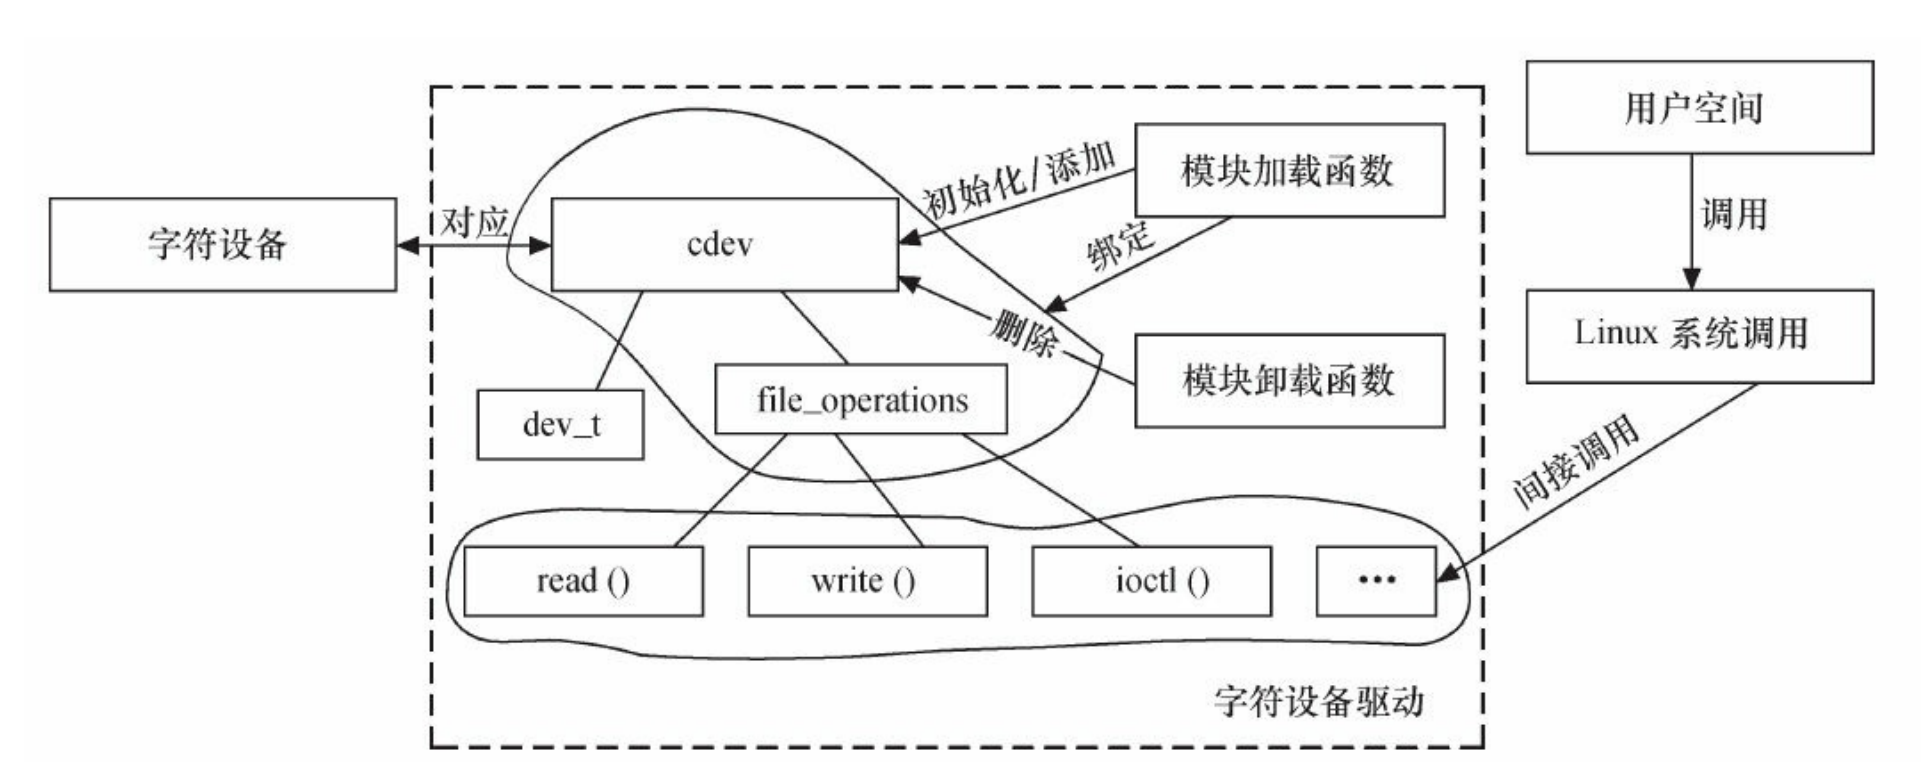 用户空间
模块加载函数
初始化/添加
调用
字符设备
对应
cdev
绑定
删除
Linux 系统调用
模块卸载函数
file_operations
dev_t
间接调用
read ()
write ()
ioctl ()
•••
字符设备驱动